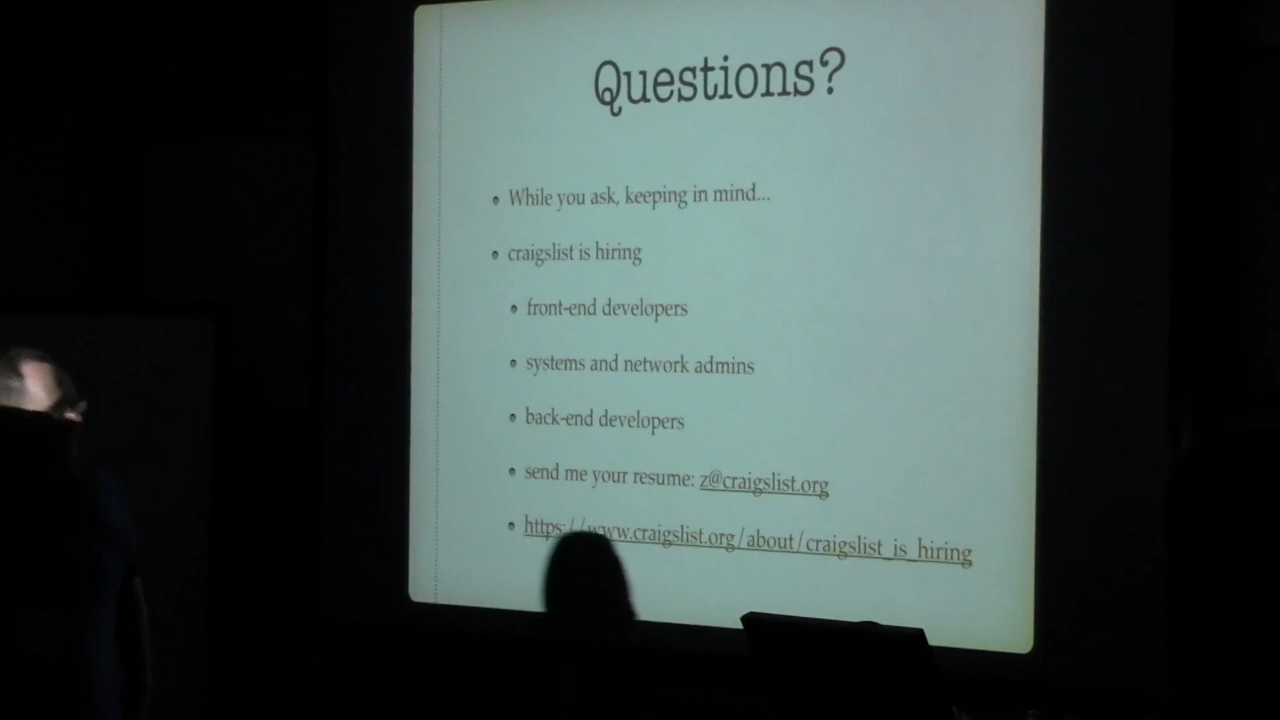 Questions?
While you ask, keeping in mind...
craigslist is hiring
front-end developers
systems and network admins
back-end developers
send me your resume: z@craigslist.org
https://www.craigslist.org/about/craigslist_is_hiring